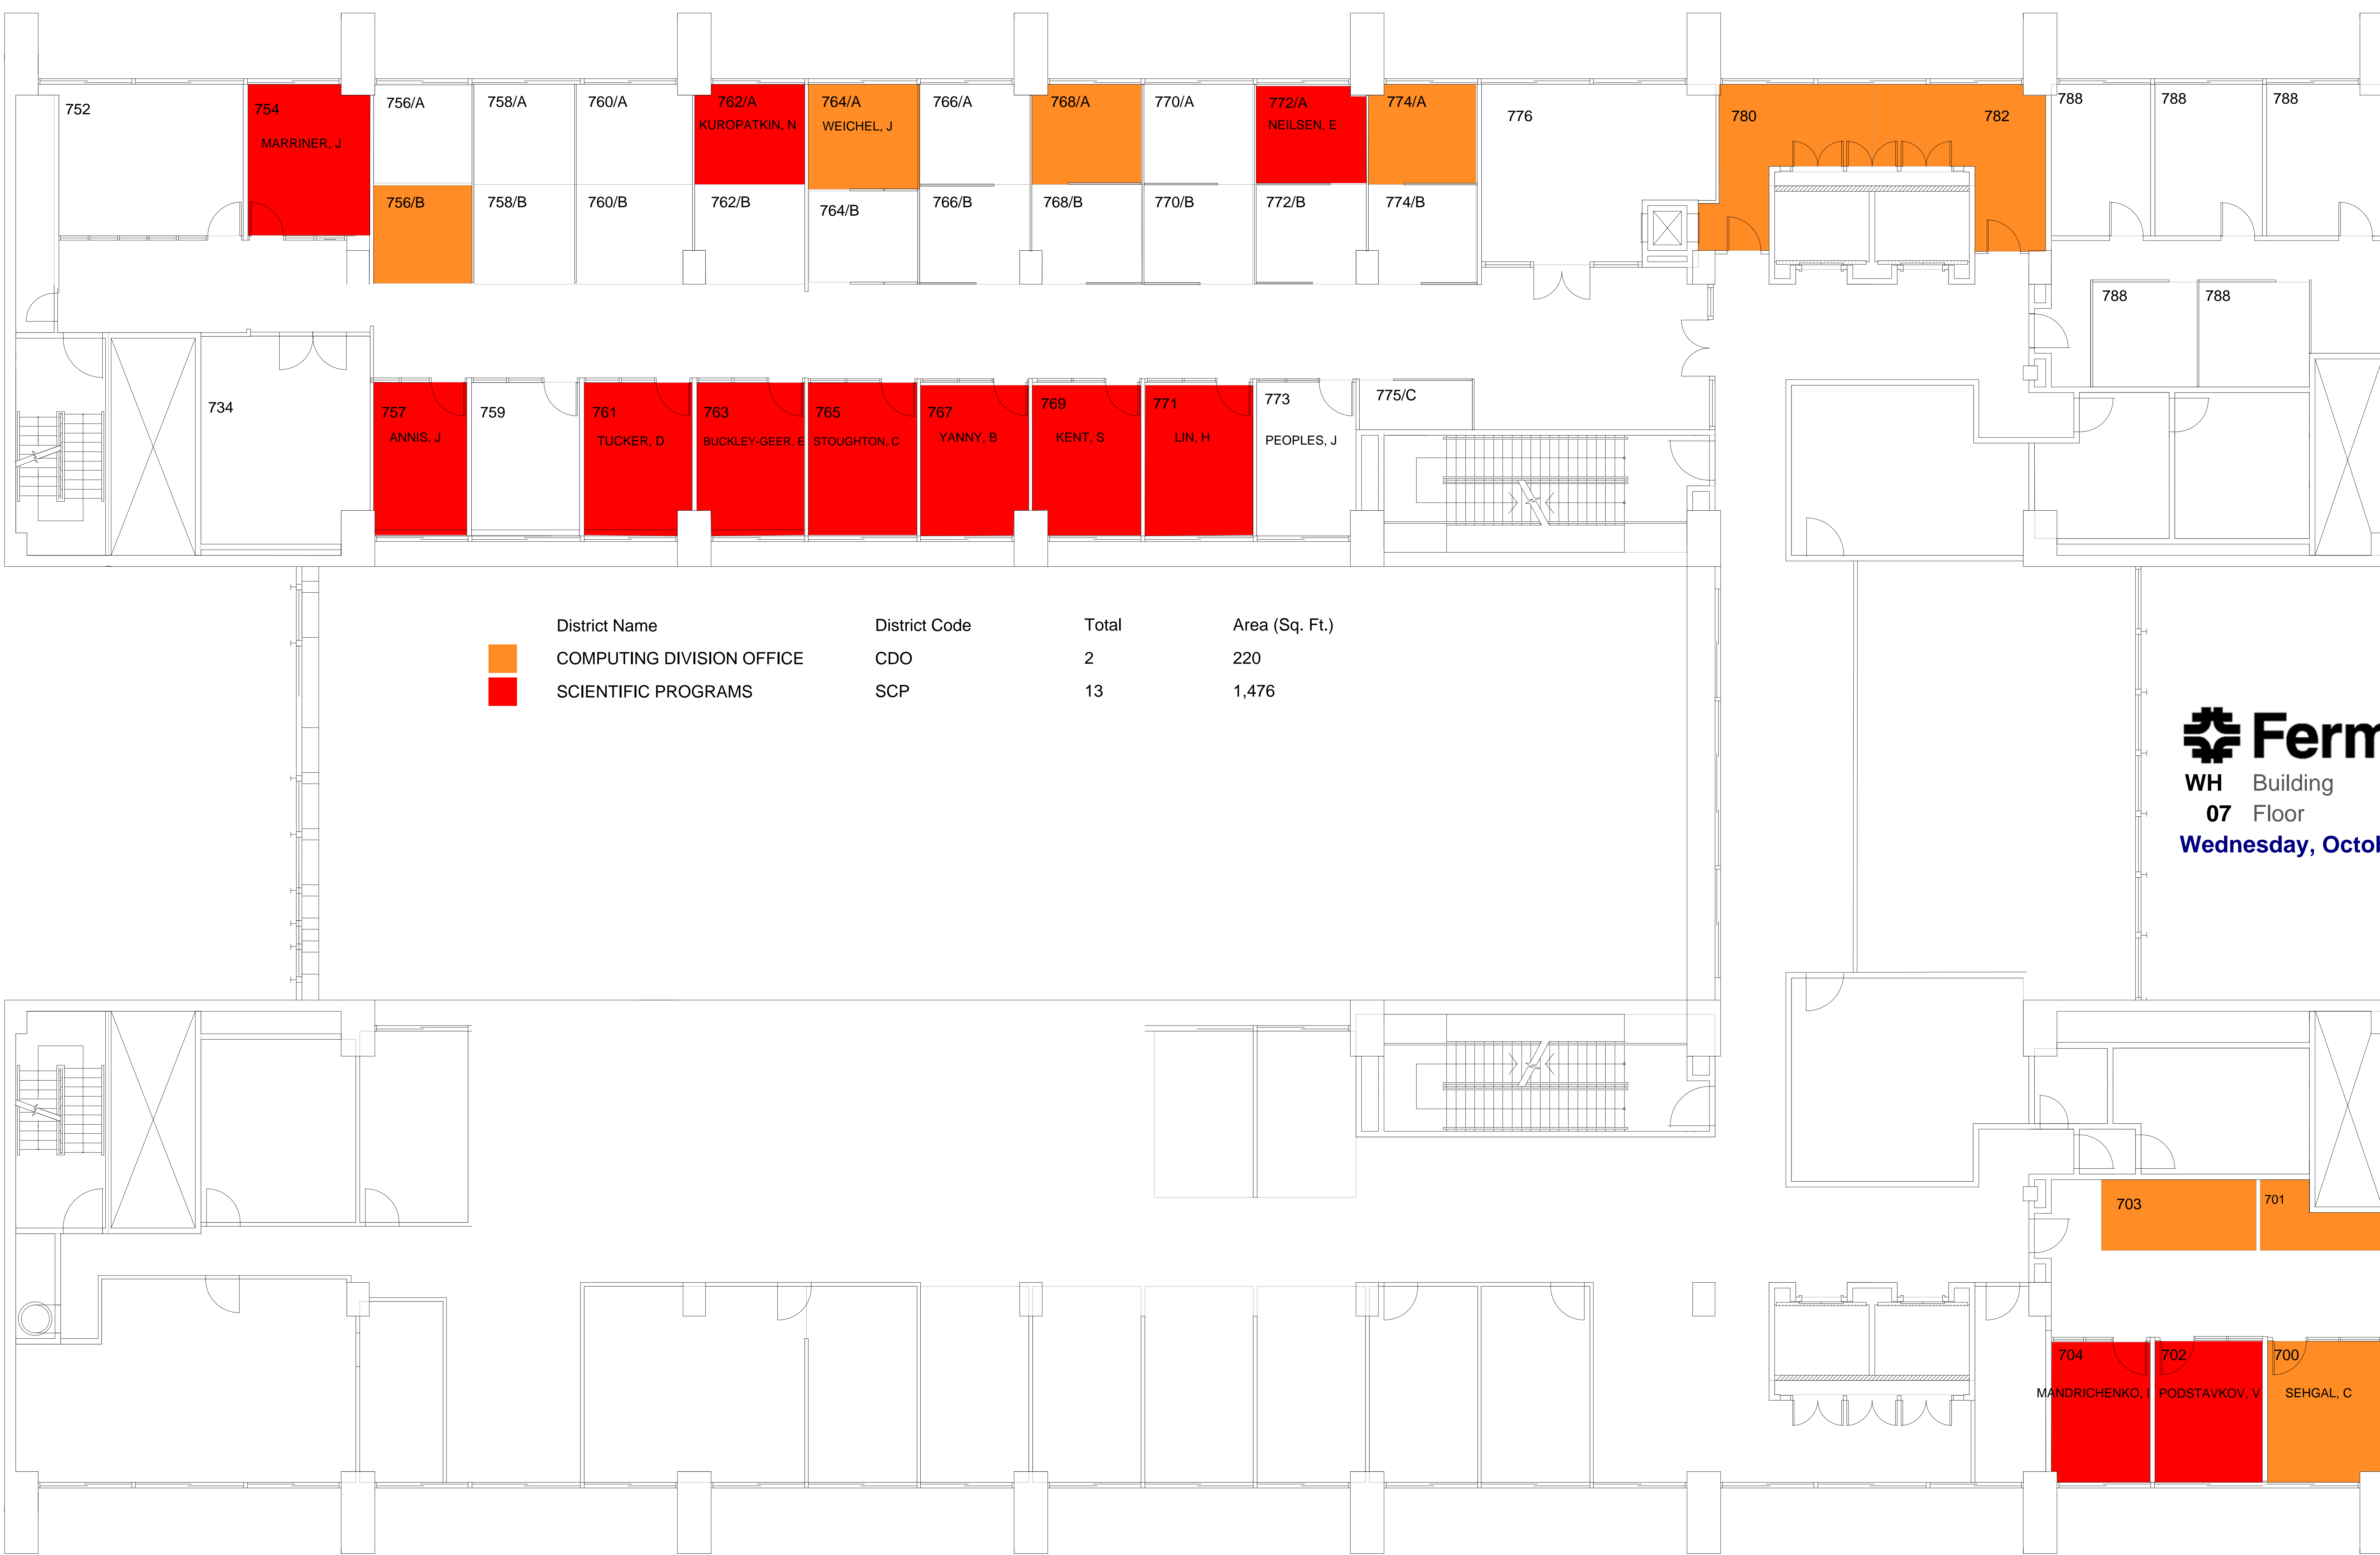 752
754
MARRINER, J
756/A
758/A
760/A
762/A
KUROPATKIN, N
764/A
WEICHEL, J
766/A
768/A
770/A
772/A
NEILSEN, E
774/A
776
780
782
788
788
788
756/B
758/B
760/B
762/B
764/B
766/B
768/B
770/B
772/B
774/B
788
788
734
757
ANNIS, J
759
761
TUCKER, D
763
BUCKLEY-GEER, E
765
STOUGHTON, C
767
YANNY, B
769
KENT, S
771
LIN, H
773
PEOPLES, J
775/C
District Name District Code Total Area (Sq. Ft.)
COMPUTING DIVISION OFFICE CDO 2 220
SCIENTIFIC PROGRAMS SCP 13 1,476
Ferm
WH Building
07 Floor
Wednesday, Octob
703
701
704
MANDRICHENKO, I
702
PODSTAVKOV, V
700
SEHGAL, C